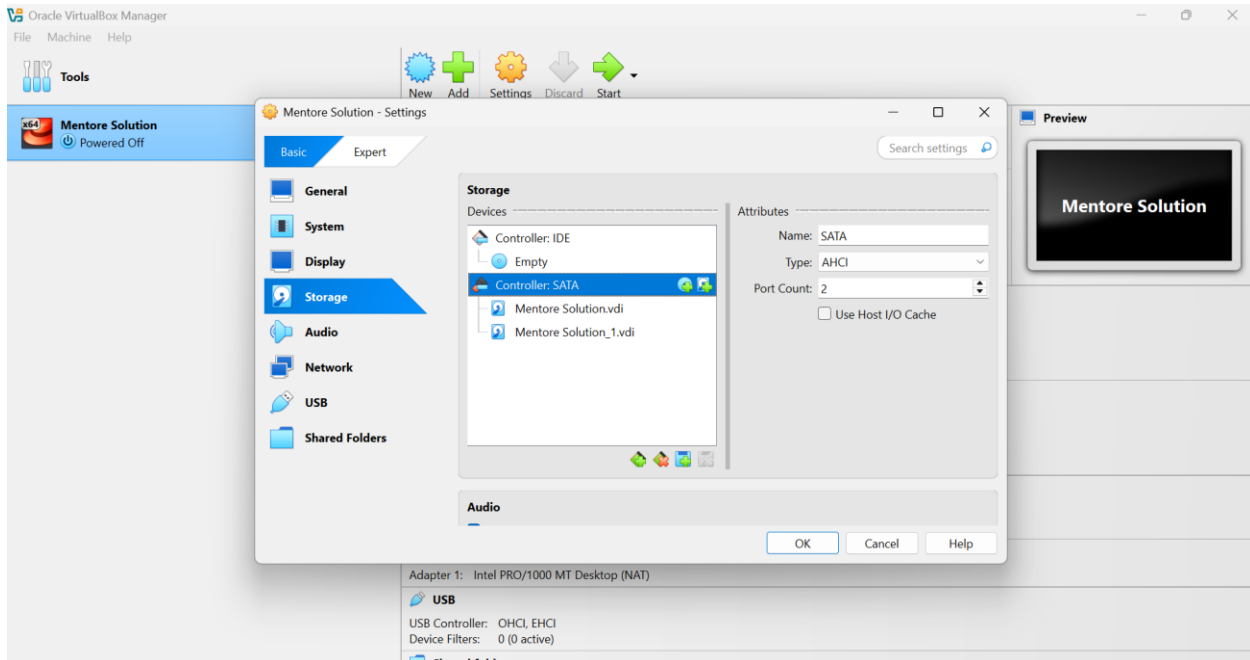 Oracle VirtualBox Manager
File Machine Help
Tools
New Add Settings Discard Start
x64
Mentore Solution
Powered Off
Mentore Solution - Settings
Basic Expert
Search settings
General
System
Display
Storage
Audio
Network
USB
Shared Folders
Storage
Devices
Controller: IDE
Empty
Controller: SATA
Mentore Solution.vdi
Mentore Solution_1.vdi
Attributes
Name: SATA
Type: AHCI
Port Count: 2
Use Host I/O Cache
Audio
OK Cancel Help
Preview
Mentore Solution
Adapter 1: Intel PRO/1000 MT Desktop (NAT)
USB
USB Controller: OHCI, EHCI
Device Filters: 0 (0 active)